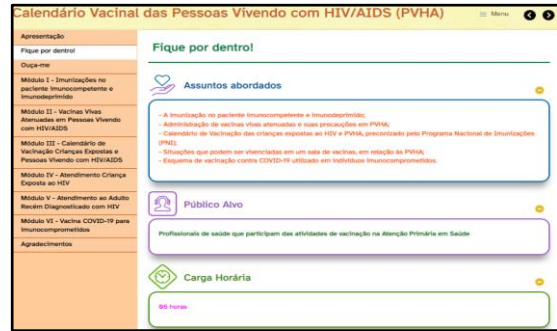 Calendário Vacinal das Pessoas Vivendo com HIV/AIDS (PVHA)
Menu
Apresentação
Fique por dentro!
Ouça-me
Módulo I - Imunizações no
paciente Imunocompetente e
Imunodeprimido
Módulo II - Vacinas Vivas
Atenuadas em Pessoas Vivendo
com HIV/AIDS
Módulo III - Calendário de
Vacinação Crianças Expostas e
Pessoas Vivendo com HIV/AIDS
Módulo IV - Atendimento Criança
Exposta ao HIV
Módulo V - Atendimento ao Adulto
Recém Diagnosticado com HIV
Módulo VI - Vacina COVID-19 para
Imunocomprometidos
Agradecimentos
Fique por dentro!
Assuntos abordados
- A imunização no paciente imunocompetente e imunodeprimido;
- Administração de vacinas vivas atenuadas e suas precauções em PVHA;
- Calendário de Vacinação das crianças expostas ao HIV e PVHA, preconizado pelo Programa Nacional de Imunizações
(PNI);
- Situações que podem ser vivenciadas em um sala de vacinas, em relação às PVHA;
- Esquema de vacinação contra COVID-19 utilizado em indivíduos imunocomprometidos.
Público Alvo
Profissionais de saúde que participam das atividades de vacinação na Atenção Primária em Saúde
Carga Horária
05 horas